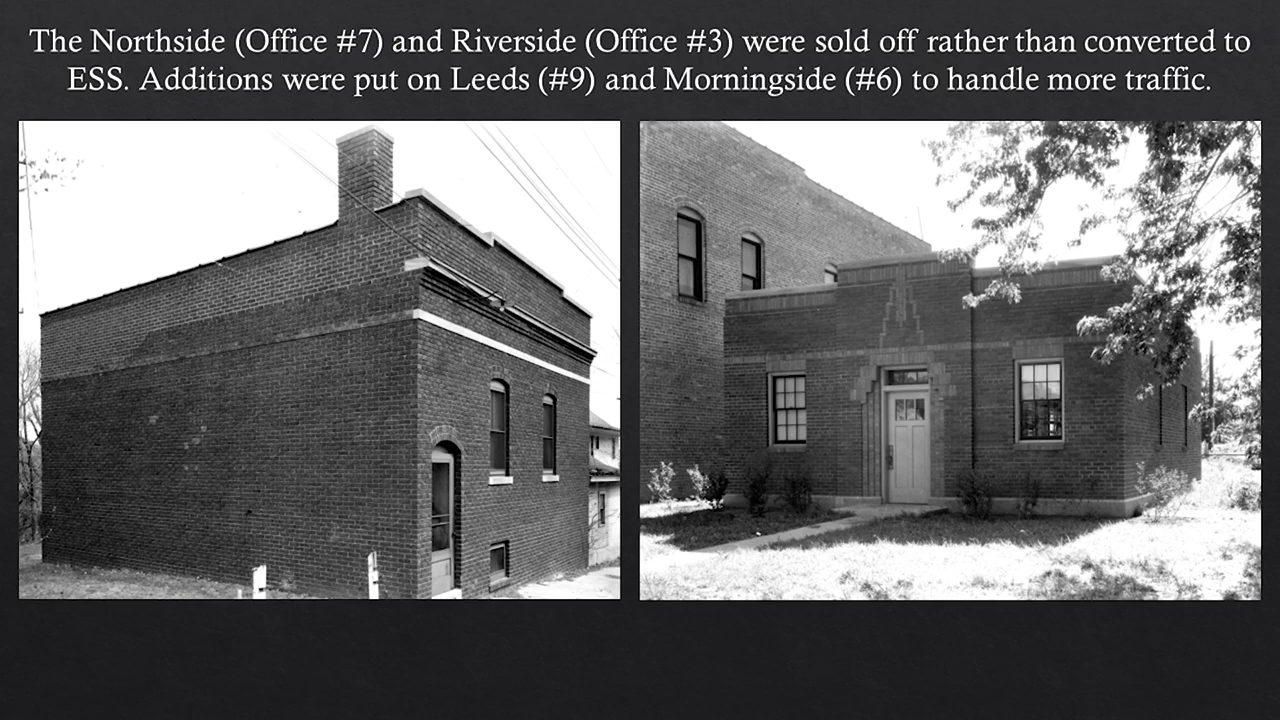 The Northside (Office #7) and Riverside (Office #3) were sold off rather than converted to
ESS. Additions were put on Leeds (#9) and Morningside (#6) to handle more traffic.